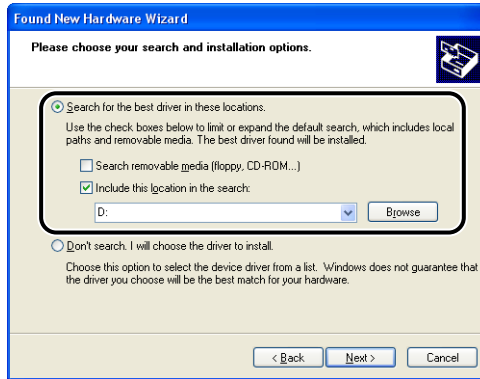 Found New Hardware Wizard
Please choose your search and installation options.
Search for the best driver in these locations.
Use the check boxes below to limit or expand the default search, which includes local
paths and removable media. The best driver found will be installed.
Search removable media (floppy, CD-ROM...)
Include this location in the search:
D:
Browse
Don't search. I will choose the driver to install.
Choose this option to select the device driver from a list. Windows does not guarantee that
the driver you choose will be the best match for your hardware.
< Back
Next >
Cancel